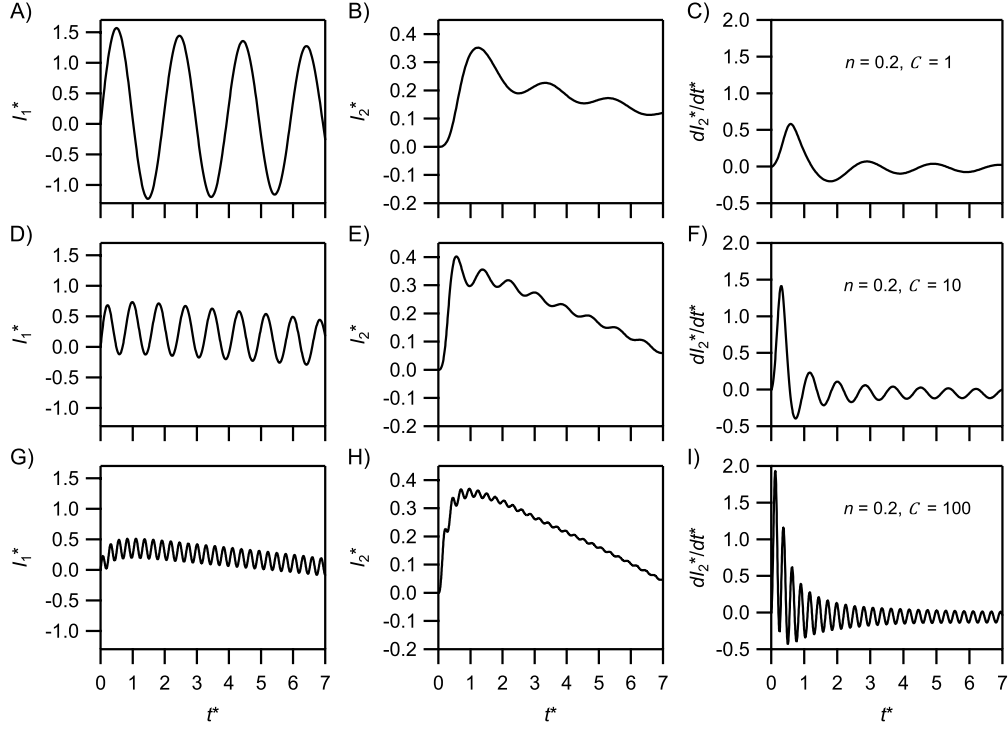 A)
B)
C)
1.5
1.0
0.5
0.0
-0.5
-1.0
I₁*
0.4
0.3
0.2
0.1
0.0
-0.1
-0.2
I₂*
2.0
1.5
1.0
0.5
0.0
-0.5
dI₂*/dt*
n = 0.2, C = 1
D)
E)
F)
1.5
1.0
0.5
0.0
-0.5
-1.0
I₁*
0.4
0.3
0.2
0.1
0.0
-0.1
-0.2
I₂*
2.0
1.5
1.0
0.5
0.0
-0.5
dI₂*/dt*
n = 0.2, C = 10
G)
H)
I)
1.5
1.0
0.5
0.0
-0.5
-1.0
I₁*
0.4
0.3
0.2
0.1
0.0
-0.1
-0.2
I₂*
2.0
1.5
1.0
0.5
0.0
-0.5
dI₂*/dt*
n = 0.2, C = 100
0 1 2 3 4 5 6 7
0 1 2 3 4 5 6 7
0 1 2 3 4 5 6 7
t*
t*
t*